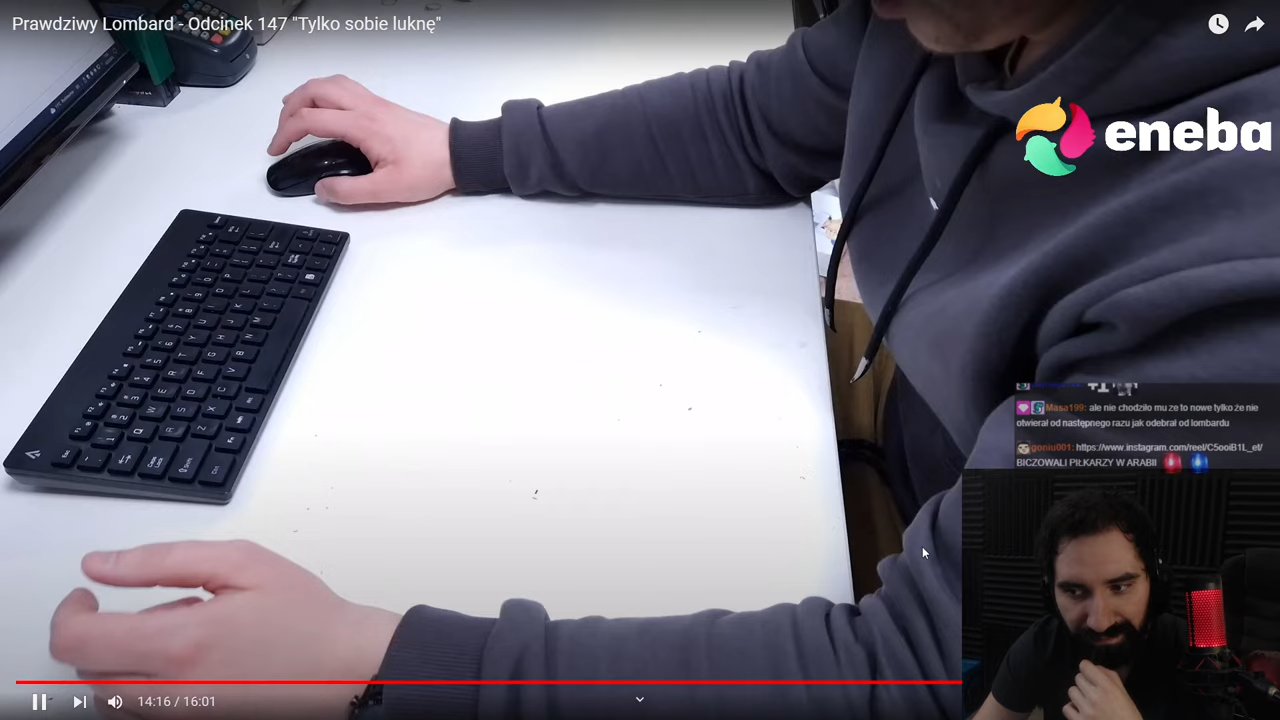 Prawdziwy Lombard - Odcinek 147 "Tylko sobie luknę"
eneba
Masa199: ale nie chodziło mu ze to nowe tylko że nie
otwierał od następnego razu jak odebrał od lombardu
goniu001: https://www.instagram.com/reel/C5ooiB1L_et/
BICZOWALI PIŁKARZY W ARABII
14:16 / 16:01